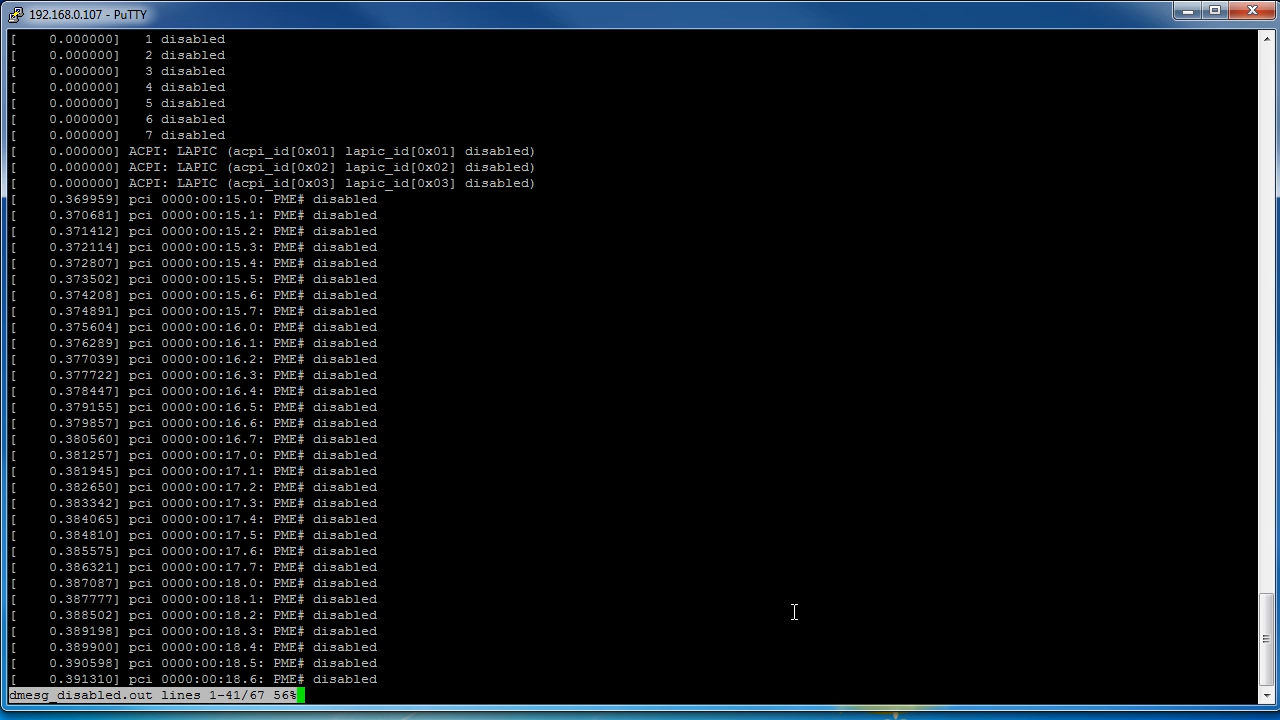 192.168.0.107 - PuTTY
[    0.000000]   1 disabled
[    0.000000]   2 disabled
[    0.000000]   3 disabled
[    0.000000]   4 disabled
[    0.000000]   5 disabled
[    0.000000]   6 disabled
[    0.000000]   7 disabled
[    0.000000] ACPI: LAPIC (acpi_id[0x01] lapic_id[0x01] disabled)
[    0.000000] ACPI: LAPIC (acpi_id[0x02] lapic_id[0x02] disabled)
[    0.000000] ACPI: LAPIC (acpi_id[0x03] lapic_id[0x03] disabled)
[    0.369959] pci 0000:00:15.0: PME# disabled
[    0.370681] pci 0000:00:15.1: PME# disabled
[    0.371412] pci 0000:00:15.2: PME# disabled
[    0.372114] pci 0000:00:15.3: PME# disabled
[    0.372807] pci 0000:00:15.4: PME# disabled
[    0.373502] pci 0000:00:15.5: PME# disabled
[    0.374208] pci 0000:00:15.6: PME# disabled
[    0.374891] pci 0000:00:15.7: PME# disabled
[    0.375604] pci 0000:00:16.0: PME# disabled
[    0.376289] pci 0000:00:16.1: PME# disabled
[    0.377039] pci 0000:00:16.2: PME# disabled
[    0.377722] pci 0000:00:16.3: PME# disabled
[    0.378447] pci 0000:00:16.4: PME# disabled
[    0.379155] pci 0000:00:16.5: PME# disabled
[    0.379857] pci 0000:00:16.6: PME# disabled
[    0.380560] pci 0000:00:16.7: PME# disabled
[    0.381257] pci 0000:00:17.0: PME# disabled
[    0.381945] pci 0000:00:17.1: PME# disabled
[    0.382650] pci 0000:00:17.2: PME# disabled
[    0.383342] pci 0000:00:17.3: PME# disabled
[    0.384065] pci 0000:00:17.4: PME# disabled
[    0.384810] pci 0000:00:17.5: PME# disabled
[    0.385575] pci 0000:00:17.6: PME# disabled
[    0.386321] pci 0000:00:17.7: PME# disabled
[    0.387087] pci 0000:00:18.0: PME# disabled
[    0.387777] pci 0000:00:18.1: PME# disabled
[    0.388502] pci 0000:00:18.2: PME# disabled
[    0.389198] pci 0000:00:18.3: PME# disabled
[    0.389900] pci 0000:00:18.4: PME# disabled
[    0.390598] pci 0000:00:18.5: PME# disabled
[    0.391310] pci 0000:00:18.6: PME# disabled
dmesg_disabled.out lines 1-41/67 56%